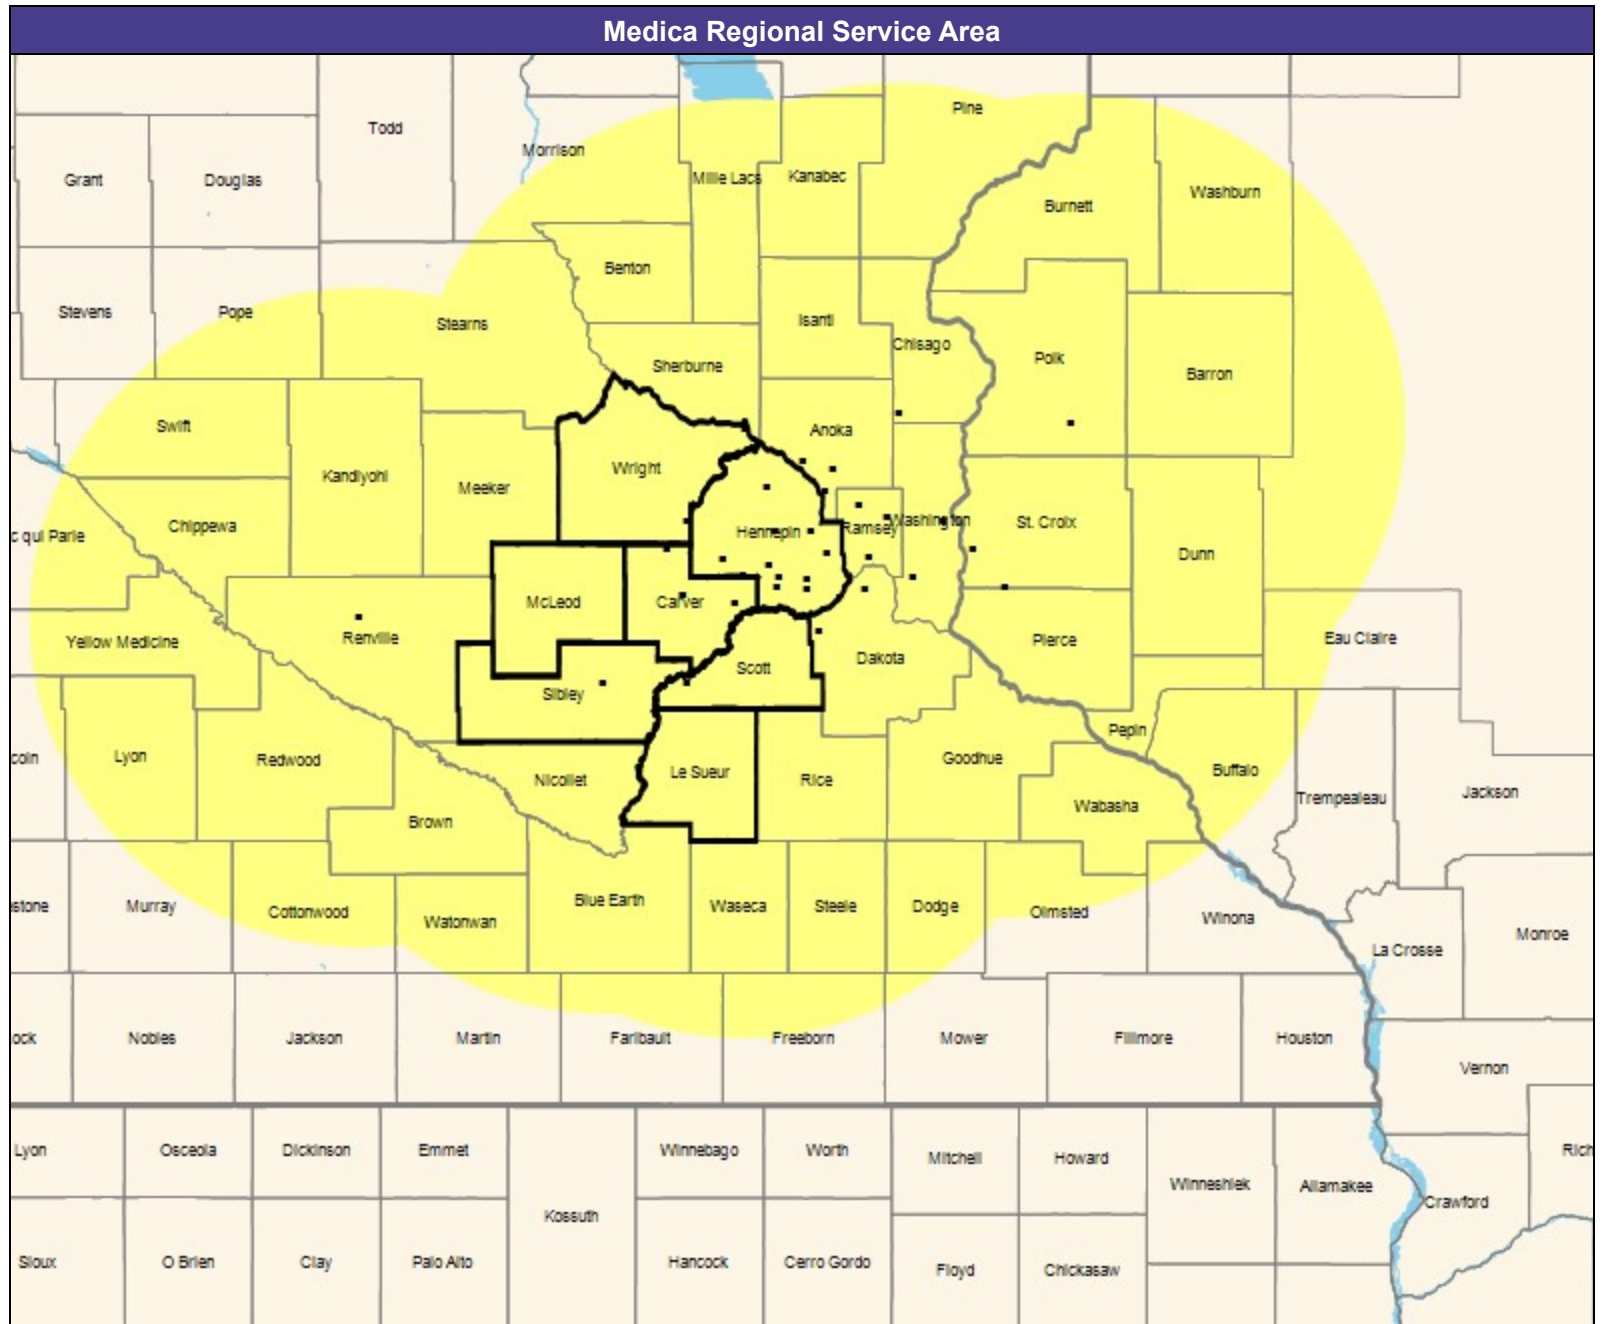 Medica Regional Service Area
Pine
Todd
Morrison
Grant
Douglas
Mille Lacs
Kanabec
Washburn
Burnett
Benton
Stevens
Pope
Stearns
Isanti
Chisago
Polk
Sherburne
Barron
Swift
Anoka
Wright
Kandiyohi
Meeker
Chippewa
Hennepin
Ramsey
Washington
St. Croix
c qui Parle
Dunn
McLeod
Carver
Renville
Yellow Medicine
Pierce
Eau Claire
Dakota
Scott
Sibley
Pepin
coln
Lyon
Redwood
Nicollet
Le Sueur
Rice
Goodhue
Buffalo
Trempealeau
Jackson
Wabasha
Brown
stone
Murray
Cottonwood
Watonwan
Blue Earth
Waseca
Steele
Dodge
Olmsted
Winona
Monroe
La Crosse
ock
Nobles
Jackson
Martin
Faribault
Freeborn
Mower
Fillmore
Houston
Vernon
Lyon
Osceola
Dickinson
Emmet
Winnebago
Worth
Mitchell
Howard
Rich
Winneshiek
Allamakee
Crawford
Kossuth
Sioux
O Brien
Clay
Palo Alto
Hancock
Cerro Gordo
Floyd
Chickasaw